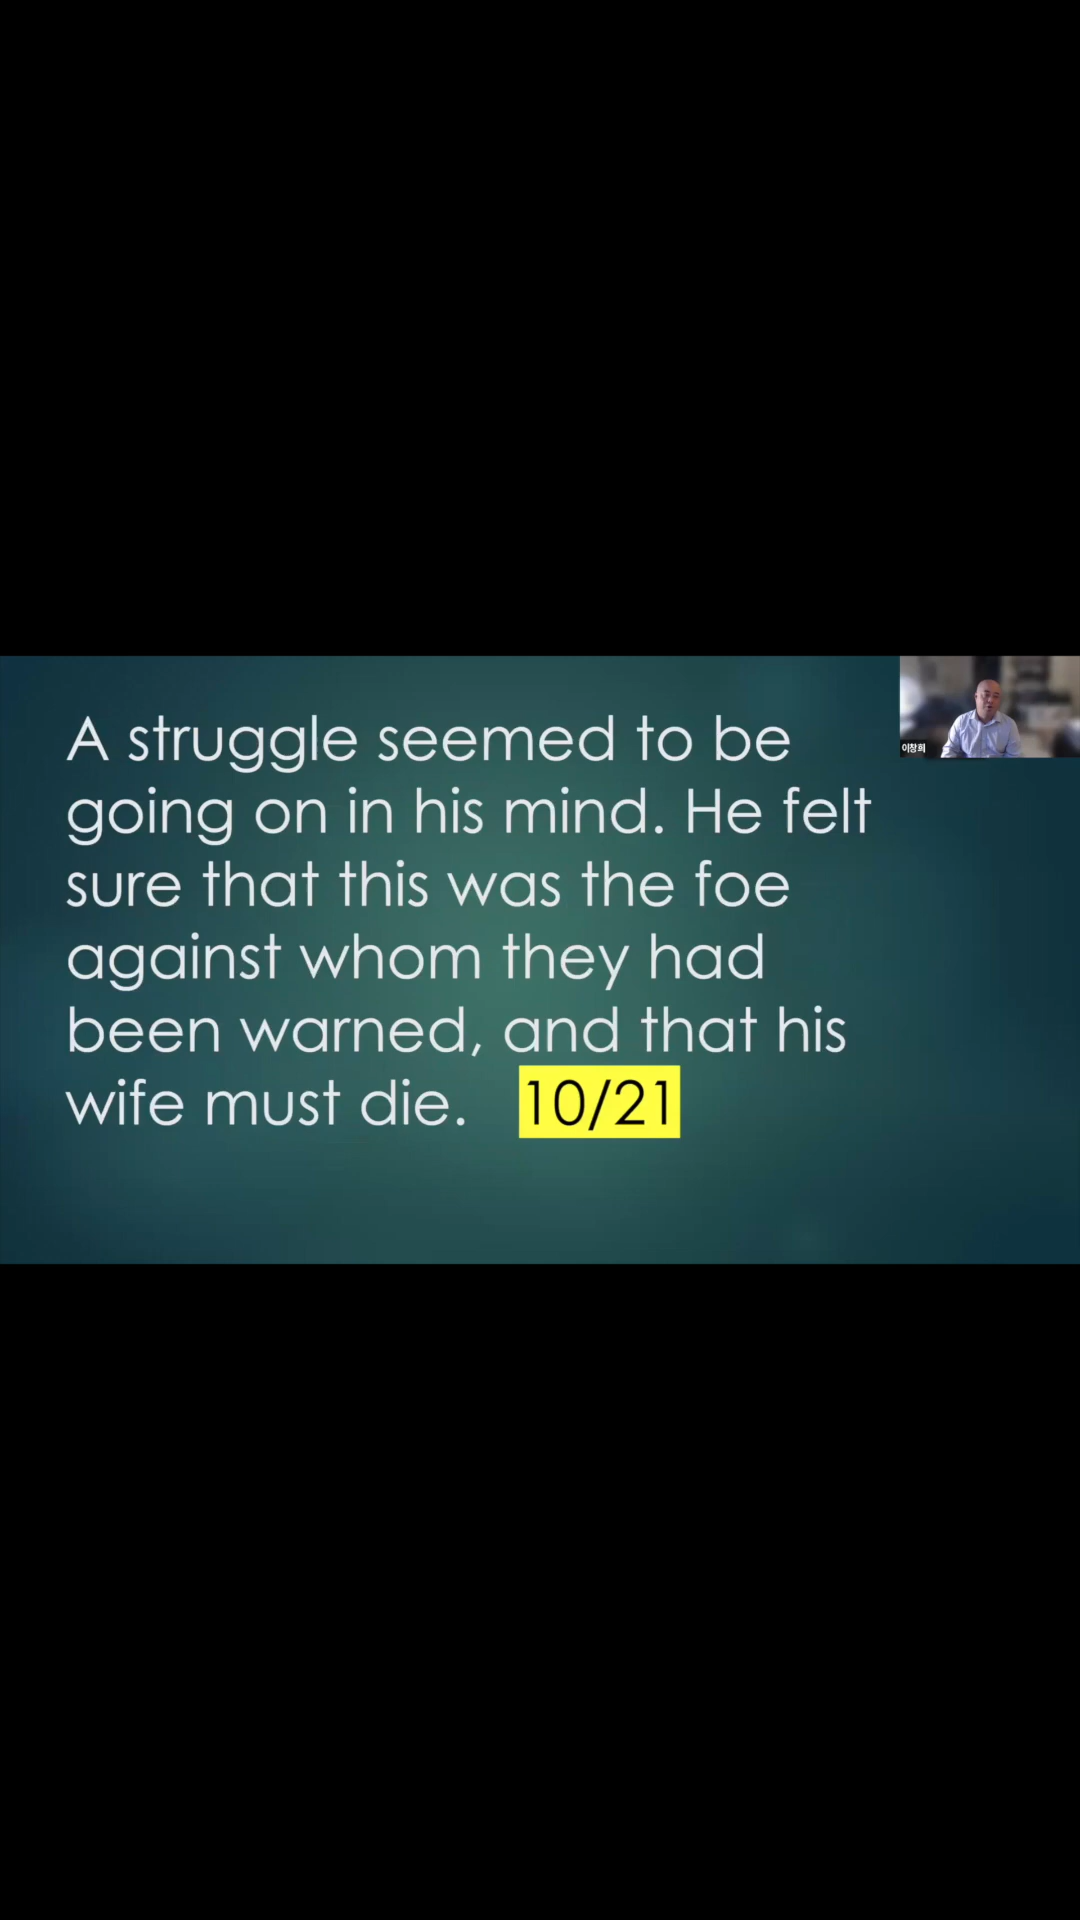 A struggle seemed to be
going on in his mind. He felt
sure that this was the foe
against whom they had
been warned, and that his
wife must die. 10/21
이창희